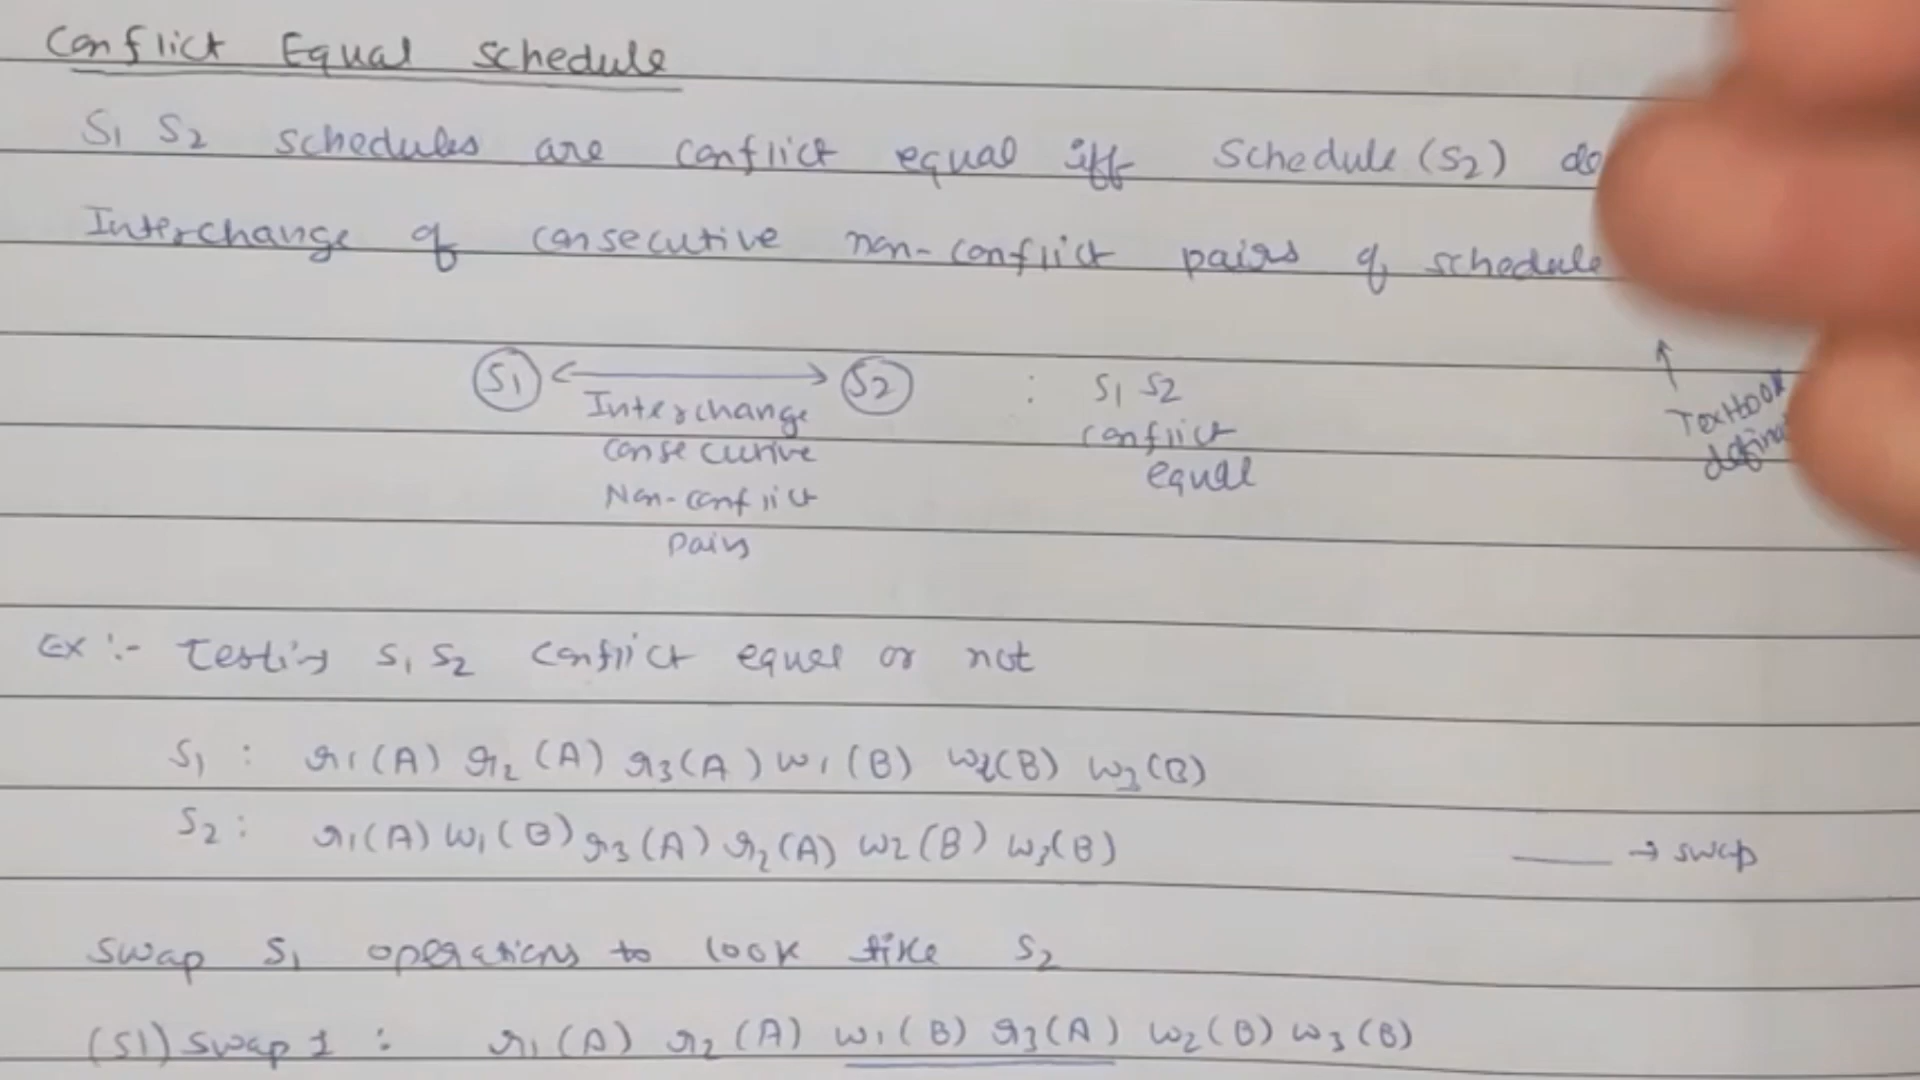 Conflict Equal Schedule
S1 S2 schedules are conflict equal iff Schedule (S2)
Interchange of consecutive non-conflict pairs of schedule
S1 S2 : S1 S2
Interchange conflict
consecutive equal
Non-conflict
pairs
Textbook
Ex :- testing S1 S2 conflict equal or not
S1 : r1(A) r2(A) r3(A) w1(B) w2(B) w3(B)
S2 : r1(A) w1(B) r3(A) r2(A) w2(B) w3(B)
→ swap
swap S1 operations to look like S2
(S1) swap 1 : r1(A) r2(A) w1(B) r3(A) w2(B) w3(B)